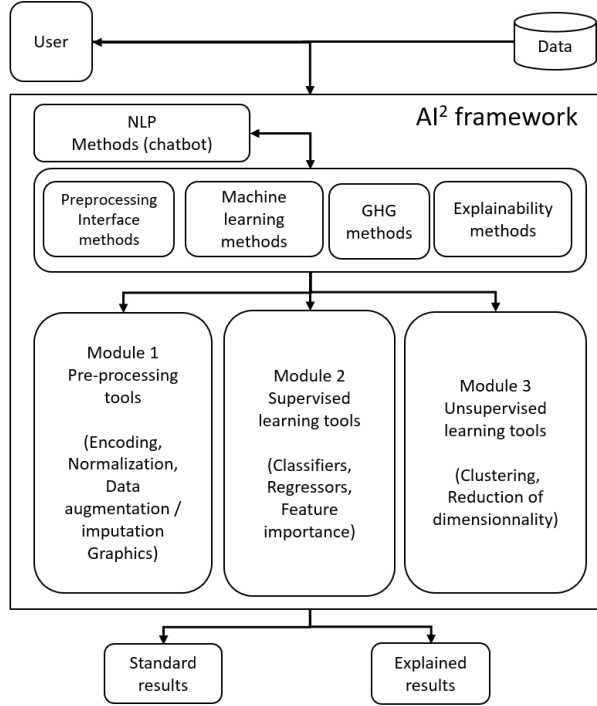 User
Data
AI² framework
NLP
Methods (chatbot)
Preprocessing
Interface
methods
Machine
learning
methods
GHG
methods
Explainability
methods
Module 1
Pre-processing
tools
(Encoding,
Normalization,
Data
augmentation /
imputation
Graphics)
Module 2
Supervised
learning tools
(Classifiers,
Regressors,
Feature
importance)
Module 3
Unsupervised
learning tools
(Clustering,
Reduction of
dimensionnality)
Standard
results
Explained
results